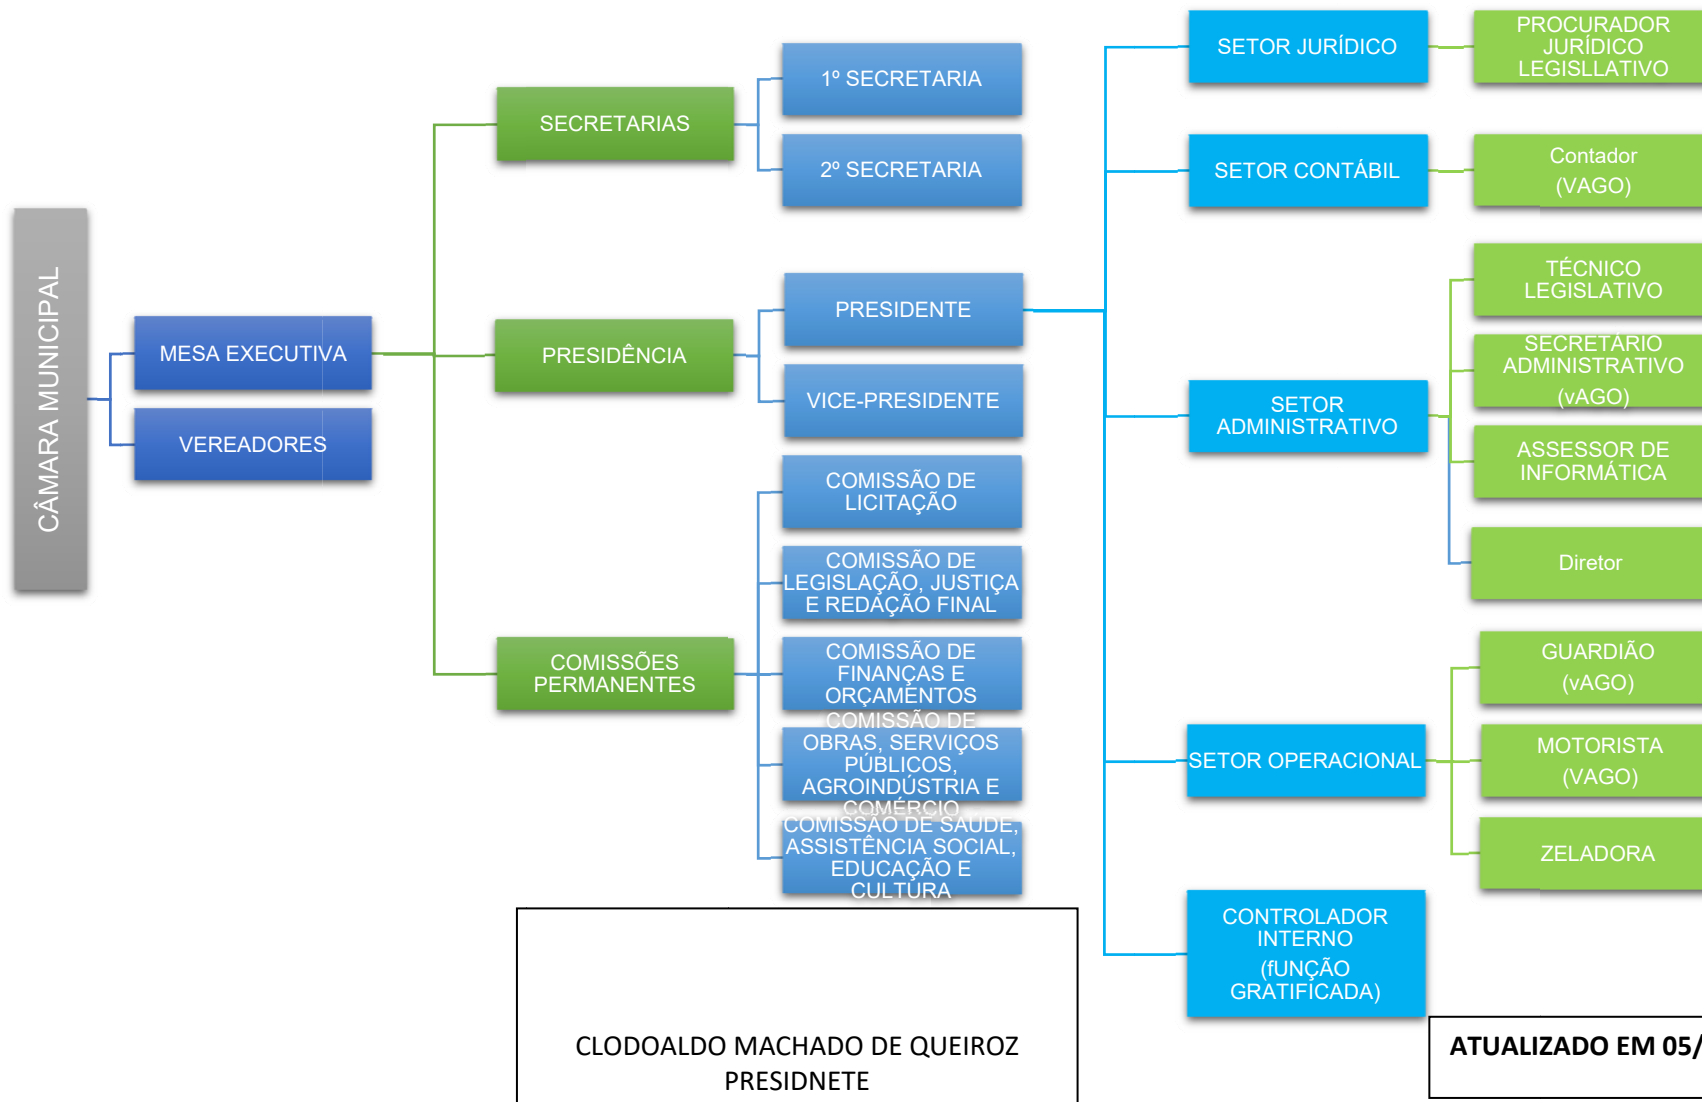 CÂMARA MUNICIPAL
MESA EXECUTIVA
VEREADORES
SECRETARIAS
PRESIDÊNCIA
COMISSÕES
PERMANENTES
1º SECRETARIA
2º SECRETARIA
PRESIDENTE
VICE-PRESIDENTE
COMISSÃO DE
LICITAÇÃO
COMISSÃO DE
LEGISLAÇÃO, JUSTIÇA
E REDAÇÃO FINAL
COMISSÃO DE
FINANÇAS E
ORÇAMENTOS
COMISSÃO DE
OBRAS, SERVIÇOS
PÚBLICOS,
AGROINDÚSTRIA E
COMÉRCIO
COMISSÃO DE SAUDE,
ASSISTÊNCIA SOCIAL,
EDUCAÇÃO E
CULTURA
SETOR JURÍDICO
SETOR CONTÁBIL
SETOR
ADMINISTRATIVO
SETOR OPERACIONAL
CONTROLADOR
INTERNO
(fUNÇÃO
GRATIFICADA)
PROCURADOR
JURÍDICO
LEGISLLATIVO
Contador
(VAGO)
TÉCNICO
LEGISLATIVO
SECRETÁRIO
ADMINISTRATIVO
(vAGO)
ASSESSOR DE
INFORMÁTICA
Diretor
GUARDIÃO
(vAGO)
MOTORISTA
(VAGO)
ZELADORA
CLODOALDO MACHADO DE QUEIROZ
PRESIDNETE
ATUALIZADO EM 05/